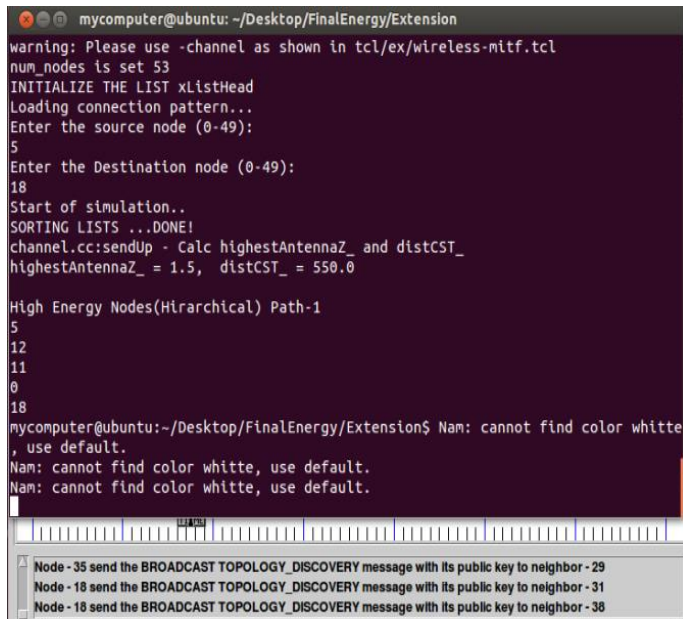 mycomputer@ubuntu: ~/Desktop/FinalEnergy/Extension
warning: Please use -channel as shown in tcl/ex/wireless-mitf.tcl
num_nodes is set 53
INITIALIZE THE LIST xListHead
Loading connection pattern...
Enter the source node (0-49):
5
Enter the Destination node (0-49):
18
Start of simulation..
SORTING LISTS ...DONE!
channel.cc:sendUp - Calc highestAntennaZ_ and distCST_
highestAntennaZ_ = 1.5,  distCST_ = 550.0
High Energy Nodes(Hirarchical) Path-1
5
12
11
0
18
mycomputer@ubuntu:~/Desktop/FinalEnergy/Extension$ Nam: cannot find color whitte
, use default.
Nam: cannot find color whitte, use default.
Nam: cannot find color whitte, use default.
Node - 35 send the BROADCAST TOPOLOGY_DISCOVERY message with its public key to neighbor - 29
Node - 18 send the BROADCAST TOPOLOGY_DISCOVERY message with its public key to neighbor - 31
Node - 18 send the BROADCAST TOPOLOGY_DISCOVERY message with its public key to neighbor - 38